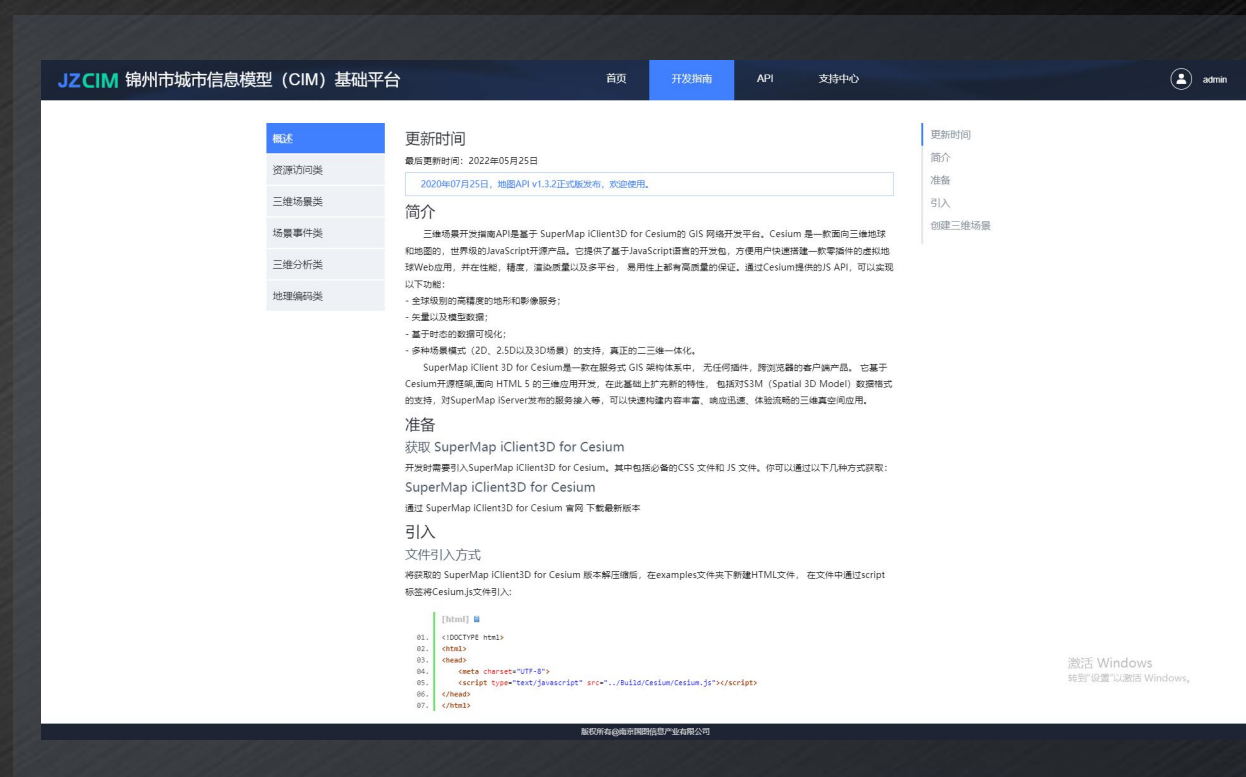 JZCIM 锦州市城市信息模型（CIM）基础平台
首页
开发指南
API
支持中心
admin
概述
资源访问类
三维场景类
场景事件类
三维分析类
地理编码类
更新时间
最后更新时间：2022年05月25日
2020年07月25日，地图API v1.3.2正式版发布，欢迎使用。
简介
三维场景开发指南API是基于 SuperMap iClient3D for Cesium的 GIS 网络开发平台。Cesium 是一款面向三维地球
和地图的，世界级的JavaScript开源产品。它提供了基于JavaScript语言的开发包，方便用户快速搭建一款零插件的虚拟地
球Web应用，并在性能，精度，渲染质量以及多平台， 易用性上都有高质量的保证。通过Cesium提供的JS API，可以实现
以下功能：
- 全球级别的高精度的地形和影像服务；
- 矢量以及模型数据；
- 基于时态的数据可视化；
- 多种场景模式（2D、2.5D以及3D场景）的支持，真正的二三维一体化。
SuperMap iClient 3D for Cesium是一款在服务式 GIS 架构体系中， 无任何插件，跨浏览器的客户端产品。 它基于
Cesium开源框架,面向 HTML 5 的三维应用开发，在此基础上扩充新的特性， 包括对S3M（Spatial 3D Model）数据格式
的支持，对SuperMap iServer发布的服务接入等，可以快速构建内容丰富、响应迅速、体验流畅的三维真空间应用。
准备
获取 SuperMap iClient3D for Cesium
开发时需要引入SuperMap iClient3D for Cesium。其中包括必备的CSS 文件和 JS 文件。你可以通过以下几种方式获取：
SuperMap iClient3D for Cesium
通过 SuperMap iClient3D for Cesium 官网 下载最新版本
引入
文件引入方式
将获取的 SuperMap iClient3D for Cesium 版本解压缩后，在examples文件夹下新建HTML文件， 在文件中通过script
标签将Cesium.js文件引入：
[html]
01. <!DOCTYPE html>
02. <html>
03. <head>
04. <meta charset="UTF-8">
05. <script type="text/javascript" src="../Build/Cesium/Cesium.js"></script>
06. </head>
07. </html>
更新时间
简介
准备
引入
创建三维场景
激活 Windows
转到"设置"以激活 Windows。
版权所有@南京国图信息产业有限公司